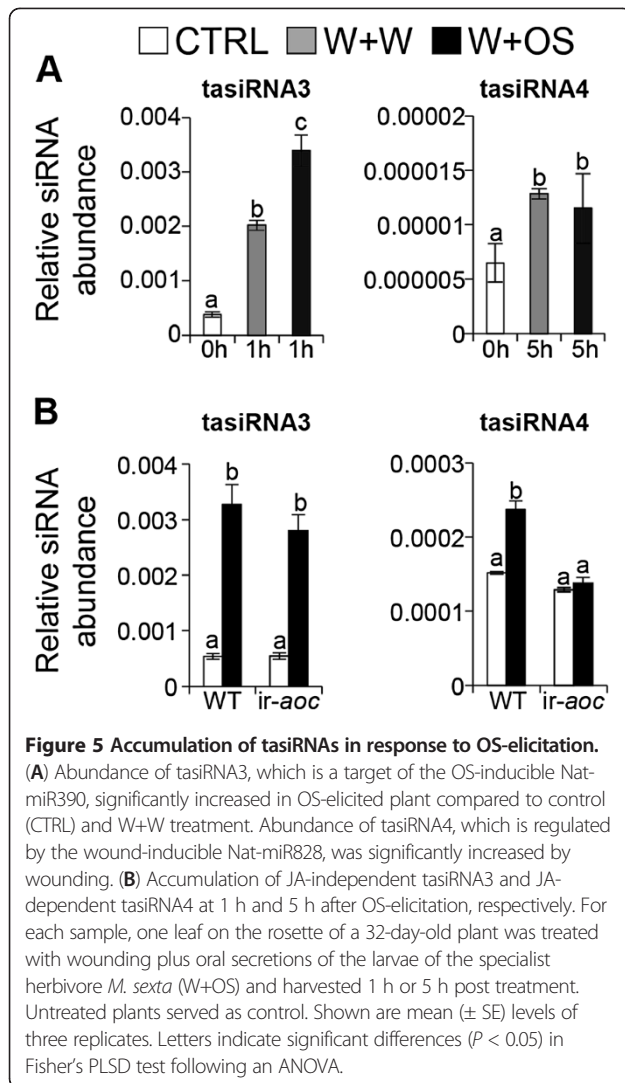 CTRL W+W W+OS
A
tasiRNA3
tasiRNA4
Relative siRNA
abundance
0.004
0.003
0.002
0.001
0
a
b
c
0h 1h 1h
0.00002
0.000015
0.00001
0.000005
0
a
b
b
0h 5h 5h
B
tasiRNA3
tasiRNA4
Relative siRNA
abundance
0.004
0.003
0.002
0.001
0
a
b
a
b
WT ir-aoc
0.0003
0.0002
0.0001
0
a
b
a
a
WT ir-aoc
Figure 5 Accumulation of tasiRNAs in response to OS-elicitation.
(A) Abundance of tasiRNA3, which is a target of the OS-inducible Nat-
miR390, significantly increased in OS-elicited plant compared to control
(CTRL) and W+W treatment. Abundance of tasiRNA4, which is regulated
by the wound-inducible Nat-miR828, was significantly increased by
wounding. (B) Accumulation of JA-independent tasiRNA3 and JA-
dependent tasiRNA4 at 1 h and 5 h after OS-elicitation, respectively. For
each sample, one leaf on the rosette of a 32-day-old plant was treated
with wounding plus oral secretions of the larvae of the specialist
herbivore M. sexta (W+OS) and harvested 1 h or 5 h post treatment.
Untreated plants served as control. Shown are mean (± SE) levels of
three replicates. Letters indicate significant differences (P < 0.05) in
Fisher's PLSD test following an ANOVA.